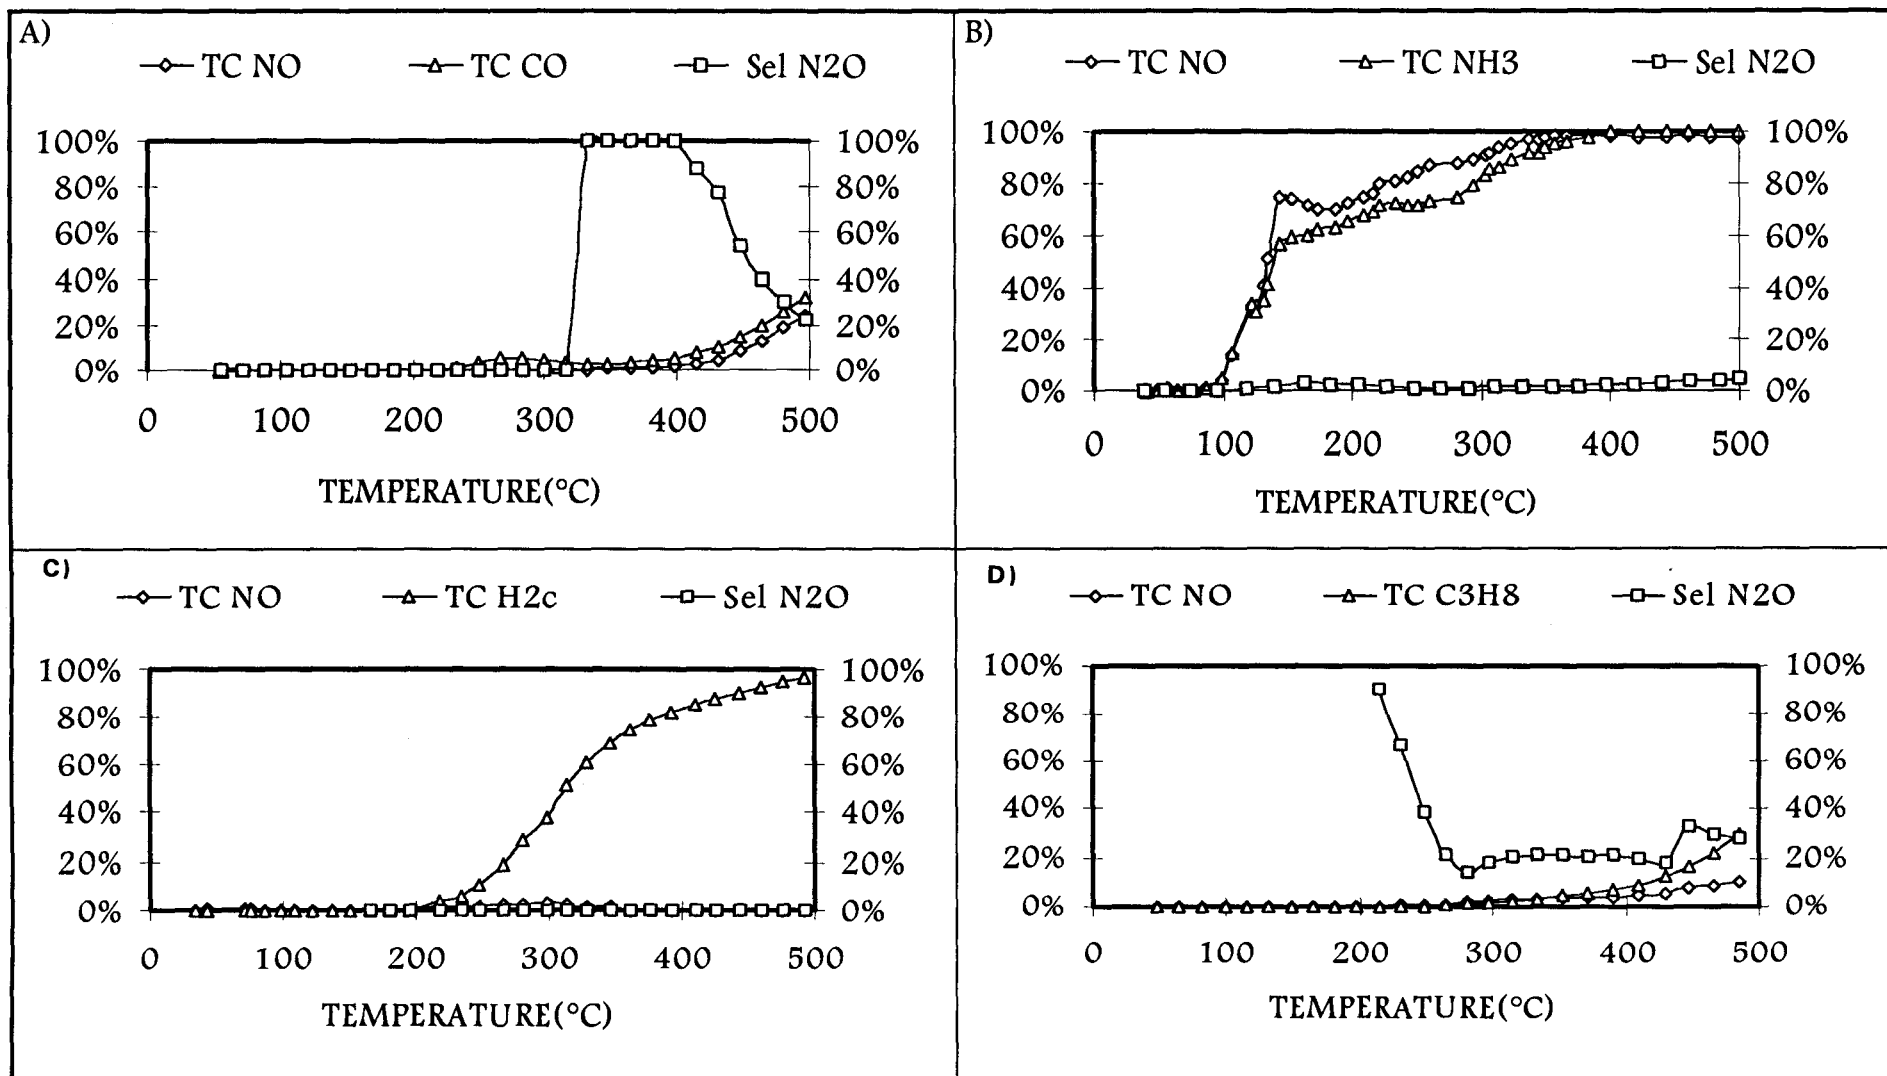 A)
TC NO TC CO Sel N2O
100% 100%
80% 80%
60% 60%
40% 40%
20% 20%
0% 0%
0 100 200 300 400 500
TEMPERATURE(°C)
B)
TC NO TC NH3 Sel N2O
100% 100%
80% 80%
60% 60%
40% 40%
20% 20%
0% 0%
0 100 200 300 400 500
TEMPERATURE(°C)
C)
TC NO TC H2c Sel N2O
100% 100%
80% 80%
60% 60%
40% 40%
20% 20%
0% 0%
0 100 200 300 400 500
TEMPERATURE(°C)
D)
TC NO TC C3H8 Sel N2O
100% 100%
80% 80%
60% 60%
40% 40%
20% 20%
0% 0%
0 100 200 300 400 500
TEMPERATURE(°C)